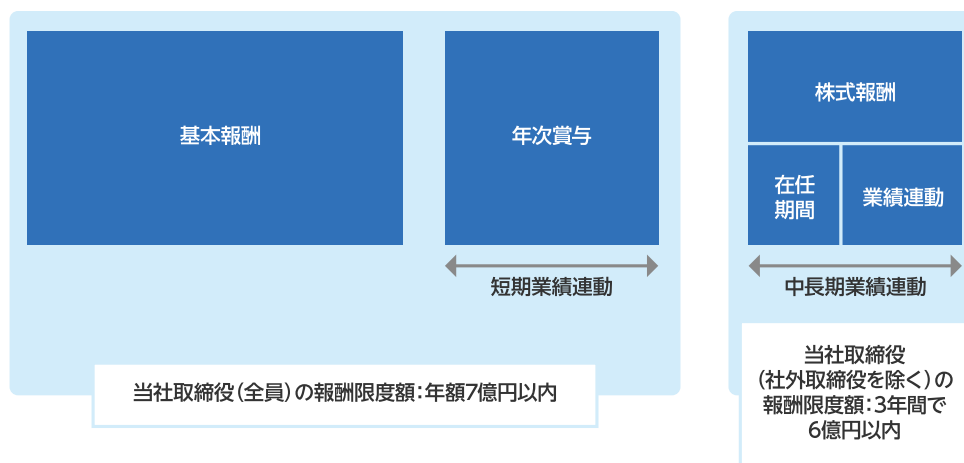 基本報酬
年次賞与
短期業績連動
当社取締役（全員）の報酬限度額：年額7億円以内
株式報酬
在任
期間
業績連動
中長期業績連動
当社取締役
（社外取締役を除く）の
報酬限度額：3年間で
6億円以内